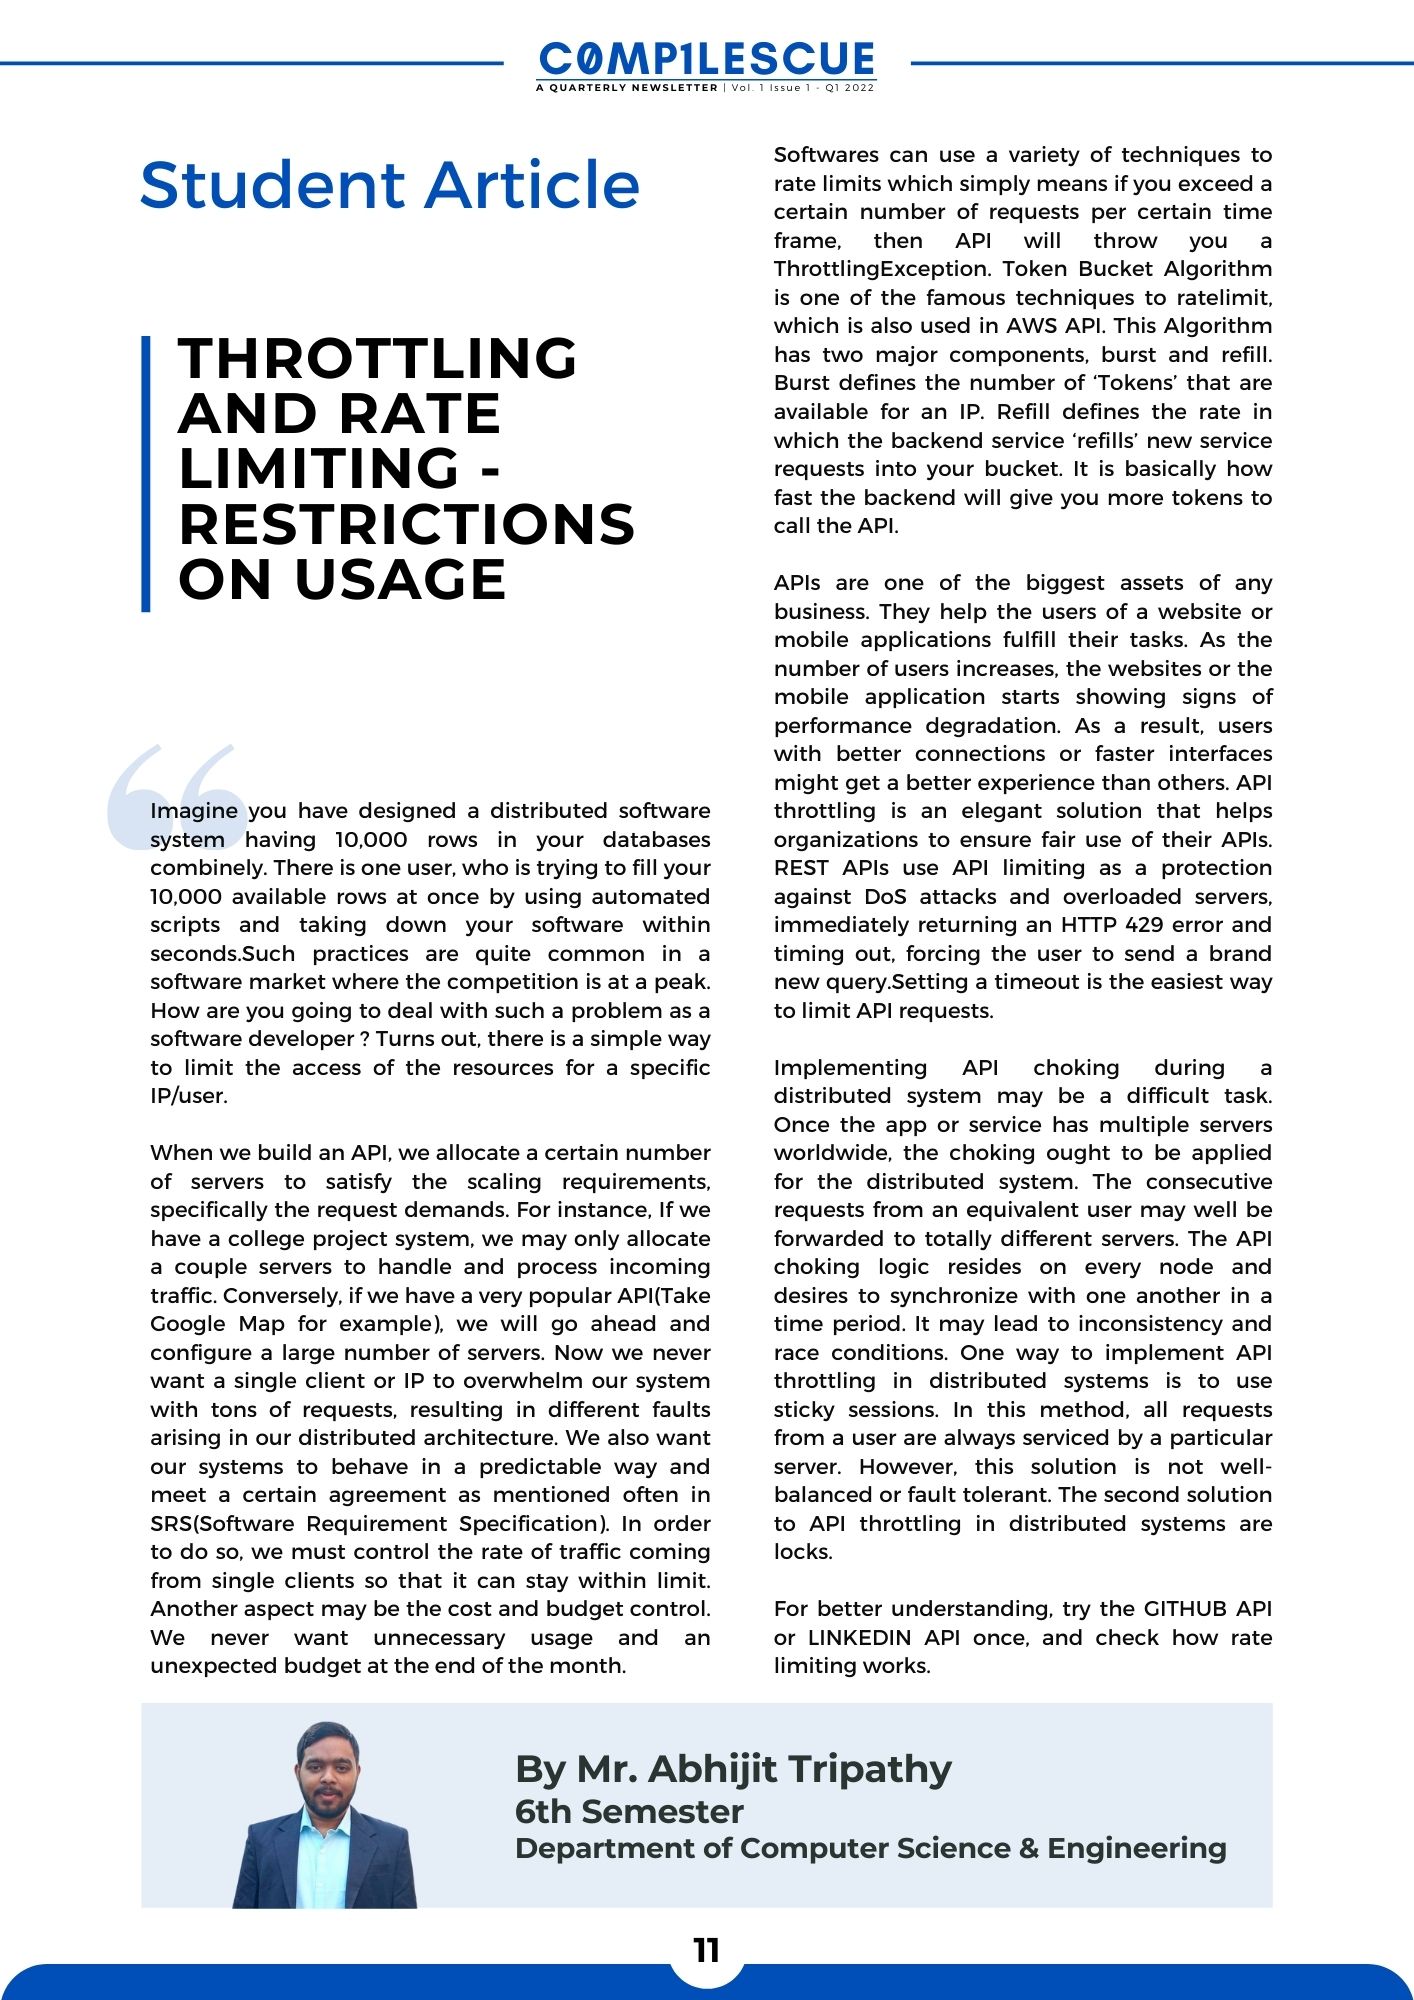 C0MP1LESCUE
A QUARTERLY NEWSLETTER | Vol. 1 Issue 1 - Q1 2022
Student Article
THROTTLING
AND RATE
LIMITING -
RESTRICTIONS
ON USAGE
Imagine you have designed a distributed software
system having 10,000 rows in your databases
combinely. There is one user, who is trying to fill your
10,000 available rows at once by using automated
scripts and taking down your software within
seconds.Such practices are quite common in a
software market where the competition is at a peak.
How are you going to deal with such a problem as a
software developer ? Turns out, there is a simple way
to limit the access of the resources for a specific
IP/user.
When we build an API, we allocate a certain number
of servers to satisfy the scaling requirements,
specifically the request demands. For instance, If we
have a college project system, we may only allocate
a couple servers to handle and process incoming
traffic. Conversely, if we have a very popular API(Take
Google Map for example), we will go ahead and
configure a large number of servers. Now we never
want a single client or IP to overwhelm our system
with tons of requests, resulting in different faults
arising in our distributed architecture. We also want
our systems to behave in a predictable way and
meet a certain agreement as mentioned often in
SRS(Software Requirement Specification). In order
to do so, we must control the rate of traffic coming
from single clients so that it can stay within limit.
Another aspect may be the cost and budget control.
We never want unnecessary usage and an
unexpected budget at the end of the month.
Softwares can use a variety of techniques to
rate limits which simply means if you exceed a
certain number of requests per certain time
frame, then API will throw you a
ThrottlingException. Token Bucket Algorithm
is one of the famous techniques to ratelimit,
which is also used in AWS API. This Algorithm
has two major components, burst and refill.
Burst defines the number of ‘Tokens’ that are
available for an IP. Refill defines the rate in
which the backend service ‘refills’ new service
requests into your bucket. It is basically how
fast the backend will give you more tokens to
call the API.
APIs are one of the biggest assets of any
business. They help the users of a website or
mobile applications fulfill their tasks. As the
number of users increases, the websites or the
mobile application starts showing signs of
performance degradation. As a result, users
with better connections or faster interfaces
might get a better experience than others. API
throttling is an elegant solution that helps
organizations to ensure fair use of their APIs.
REST APIs use API limiting as a protection
against DoS attacks and overloaded servers,
immediately returning an HTTP 429 error and
timing out, forcing the user to send a brand
new query.Setting a timeout is the easiest way
to limit API requests.
Implementing API choking during a
distributed system may be a difficult task.
Once the app or service has multiple servers
worldwide, the choking ought to be applied
for the distributed system. The consecutive
requests from an equivalent user may well be
forwarded to totally different servers. The API
choking logic resides on every node and
desires to synchronize with one another in a
time period. It may lead to inconsistency and
race conditions. One way to implement API
throttling in distributed systems is to use
sticky sessions. In this method, all requests
from a user are always serviced by a particular
server. However, this solution is not well-
balanced or fault tolerant. The second solution
to API throttling in distributed systems are
locks.
For better understanding, try the GITHUB API
or LINKEDIN API once, and check how rate
limiting works.
By Mr. Abhijit Tripathy
6th Semester
Department of Computer Science & Engineering
11